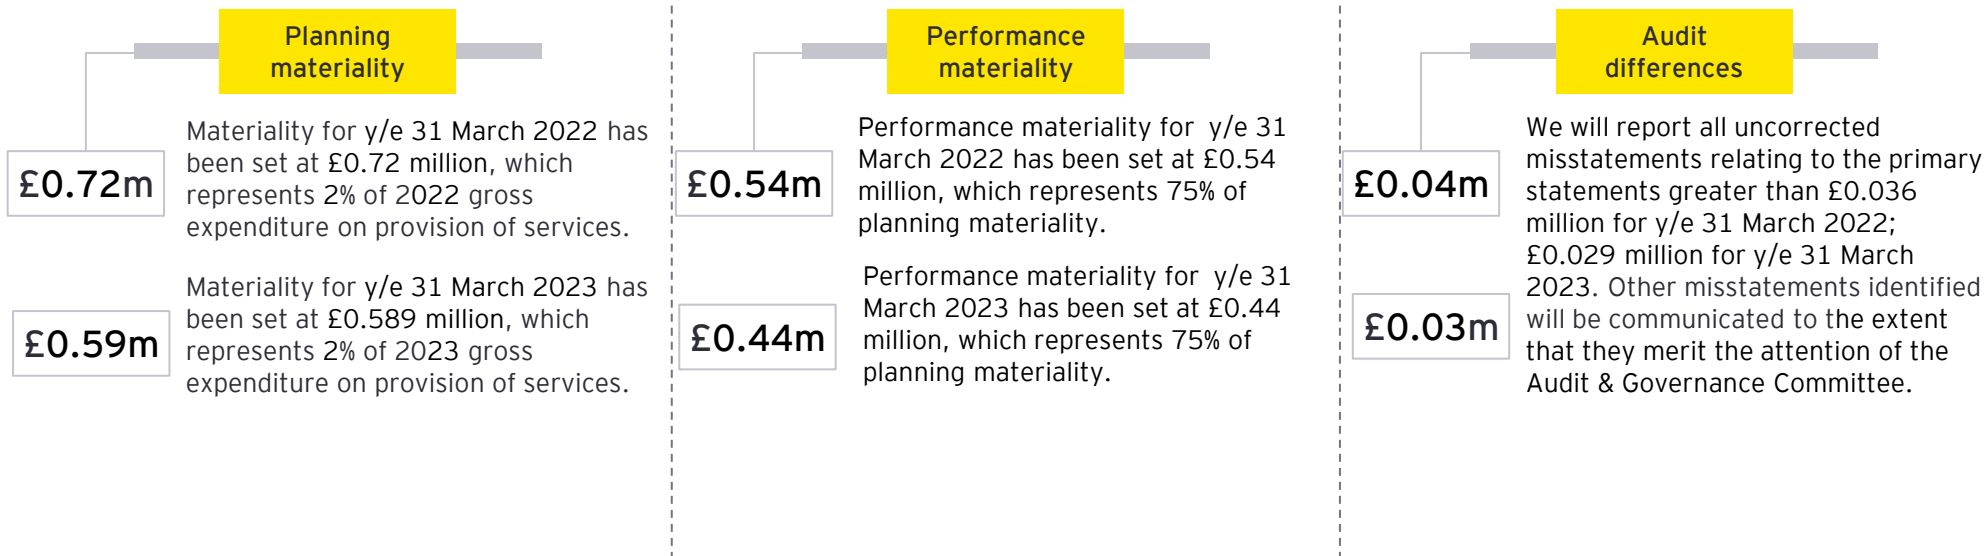 Planning
materiality
£0.72m
Materiality for y/e 31 March 2022 has
been set at £0.72 million, which
represents 2% of 2022 gross
expenditure on provision of services.
£0.59m
Materiality for y/e 31 March 2023 has
been set at £0.589 million, which
represents 2% of 2023 gross
expenditure on provision of services.
Performance
materiality
£0.54m
Performance materiality for y/e 31
March 2022 has been set at £0.54
million, which represents 75% of
planning materiality.
£0.44m
Performance materiality for y/e 31
March 2023 has been set at £0.44
million, which represents 75% of
planning materiality.
Audit
differences
£0.04m
£0.03m
We will report all uncorrected
misstatements relating to the primary
statements greater than £0.036
million for y/e 31 March 2022;
£0.029 million for y/e 31 March
2023. Other misstatements identified
will be communicated to the extent
that they merit the attention of the
Audit & Governance Committee.